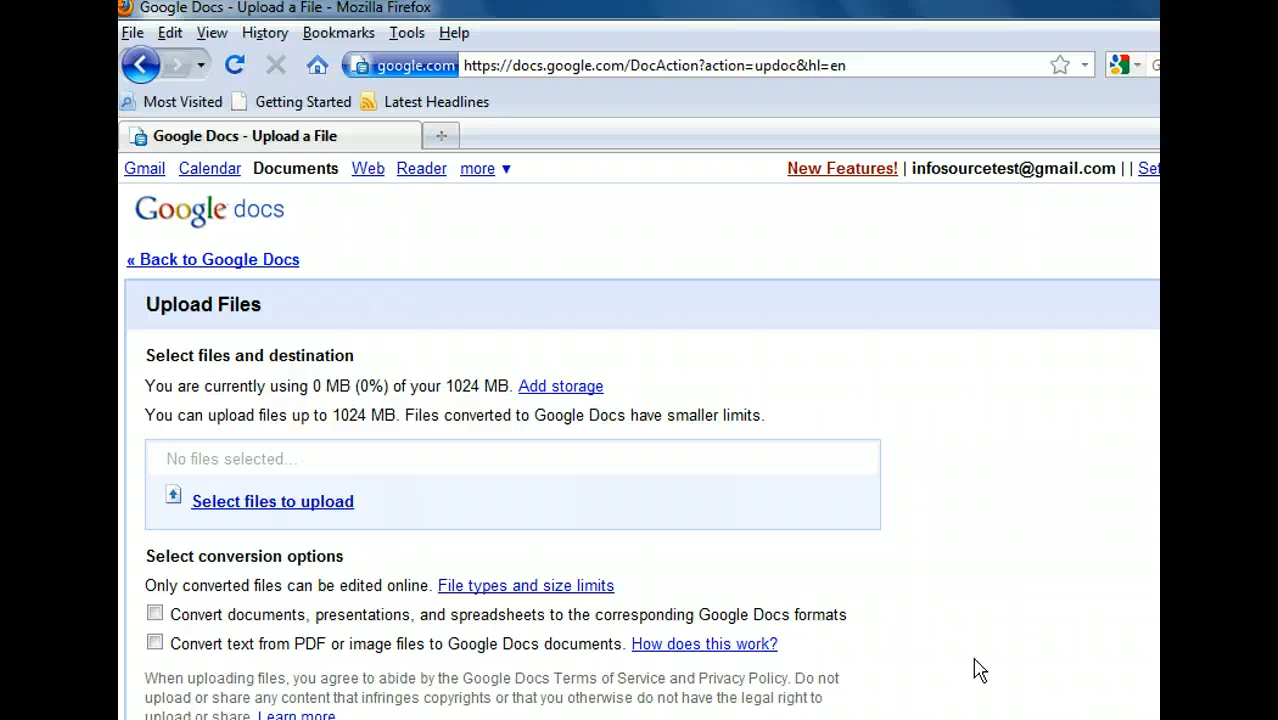 Google Docs - Upload a File - Mozilla Firefox
File Edit View History Bookmarks Tools Help
google.com https://docs.google.com/DocAction?action=updoc&hl=en
Most Visited Getting Started Latest Headlines
Google Docs - Upload a File
Gmail Calendar Documents Web Reader more ▼ New Features! | infosourcetest@gmail.com | |
Google docs
« Back to Google Docs
Upload Files
Select files and destination
You are currently using 0 MB (0%) of your 1024 MB. Add storage
You can upload files up to 1024 MB. Files converted to Google Docs have smaller limits.
No files selected...
Select files to upload
Select conversion options
Only converted files can be edited online. File types and size limits
Convert documents, presentations, and spreadsheets to the corresponding Google Docs formats
Convert text from PDF or image files to Google Docs documents. How does this work?
When uploading files, you agree to abide by the Google Docs Terms of Service and Privacy Policy. Do not
upload or share any content that infringes copyrights or that you otherwise do not have the legal right to
upload or share. Learn more